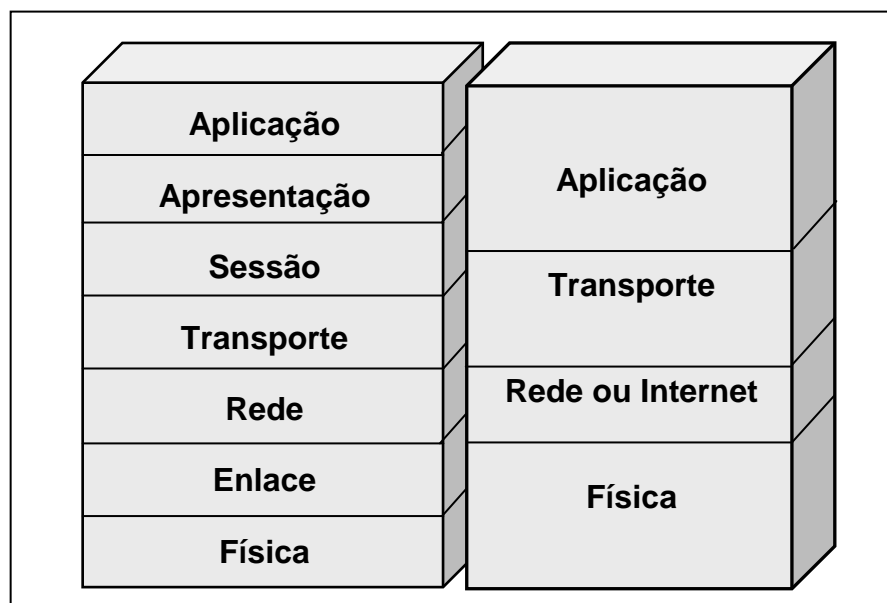 Aplicação
Apresentação
Sessão
Transporte
Rede
Enlace
Física
Aplicação
Transporte
Rede ou Internet
Física